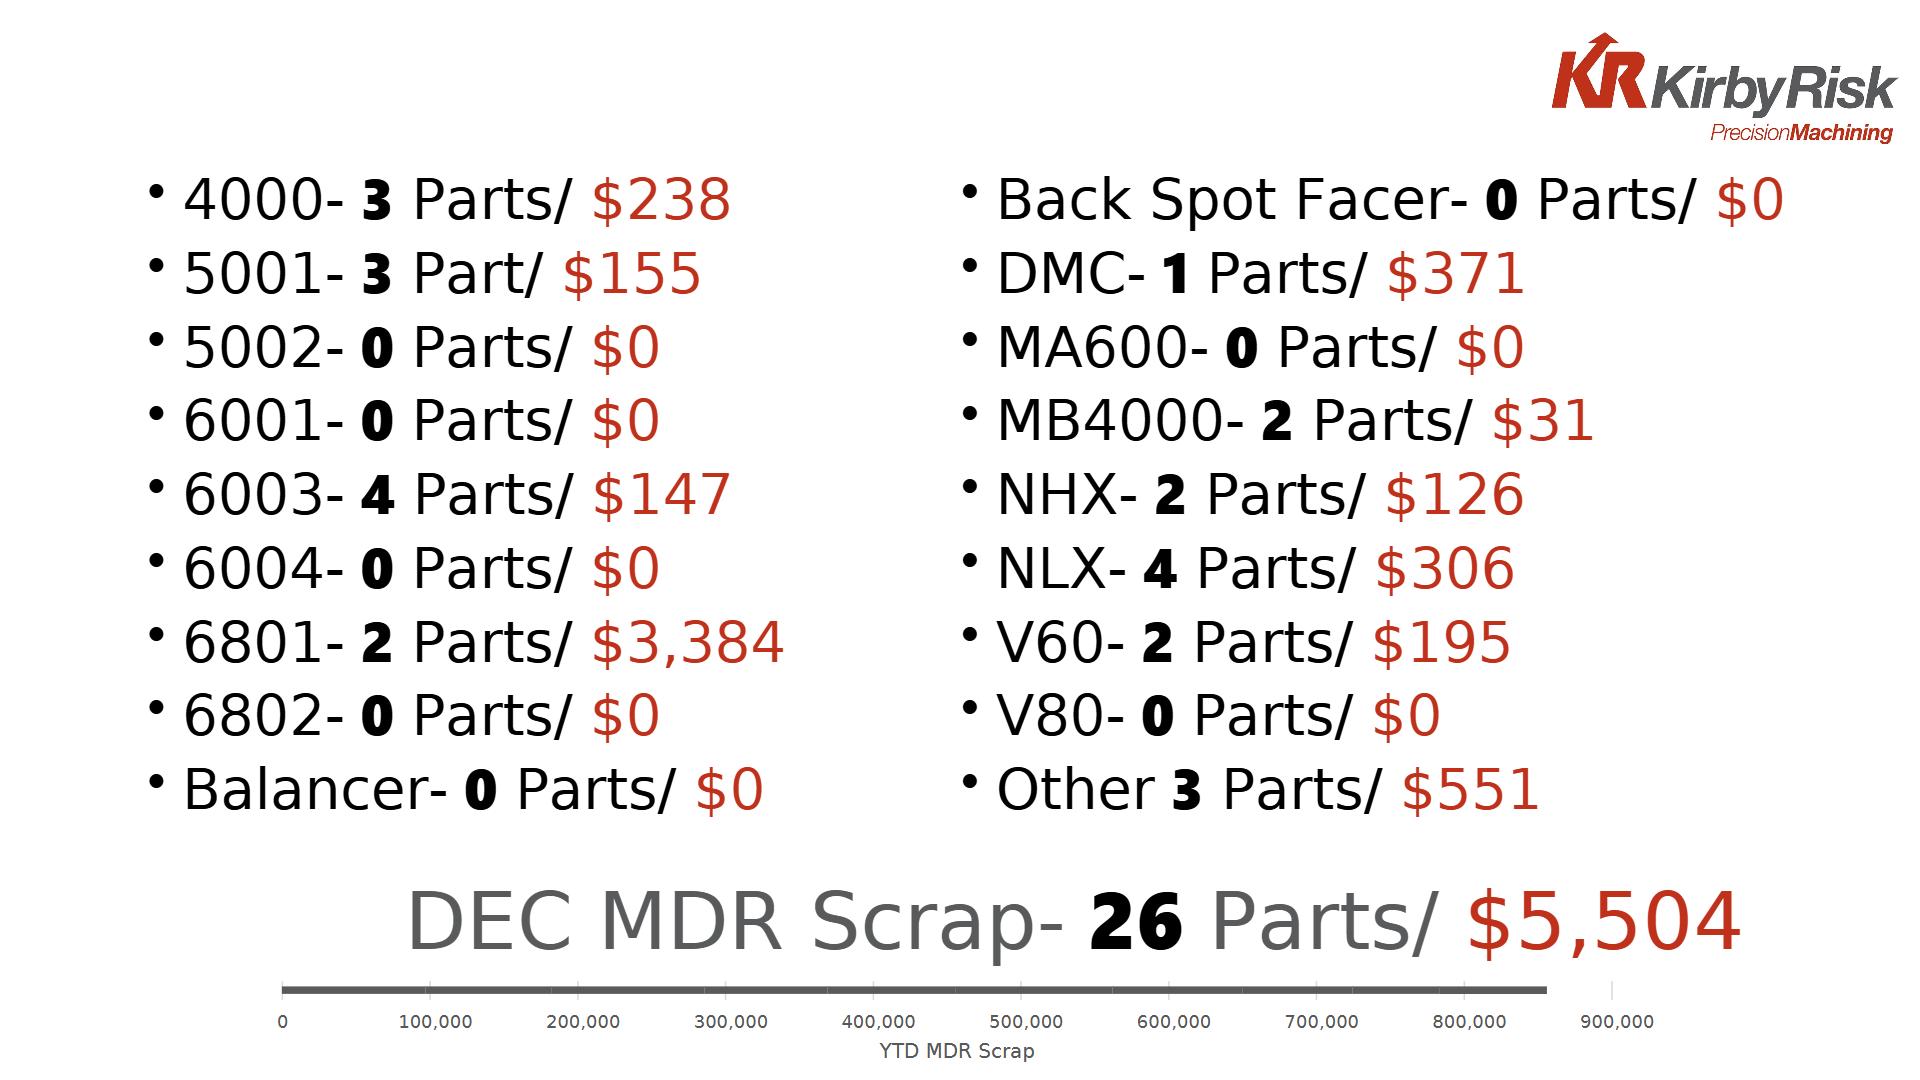 KR KirbyRisk
PrecisionMachining
• 4000- 3 Parts/ $238
• 5001- 3 Part/ $155
• 5002- 0 Parts/ $0
• 6001- 0 Parts/ $0
• 6003- 4 Parts/ $147
• 6004- 0 Parts/ $0
• 6801- 2 Parts/ $3,384
• 6802- 0 Parts/ $0
• Balancer- 0 Parts/ $0
• Back Spot Facer- 0 Parts/ $0
• DMC- 1 Parts/ $371
• MA600- 0 Parts/ $0
• MB4000- 2 Parts/ $31
• NHX- 2 Parts/ $126
• NLX- 4 Parts/ $306
• V60- 2 Parts/ $195
• V80- 0 Parts/ $0
• Other 3 Parts/ $551
DEC MDR Scrap- 26 Parts/ $5,504
0 100,000 200,000 300,000 400,000 500,000 600,000 700,000 800,000 900,000
YTD MDR Scrap